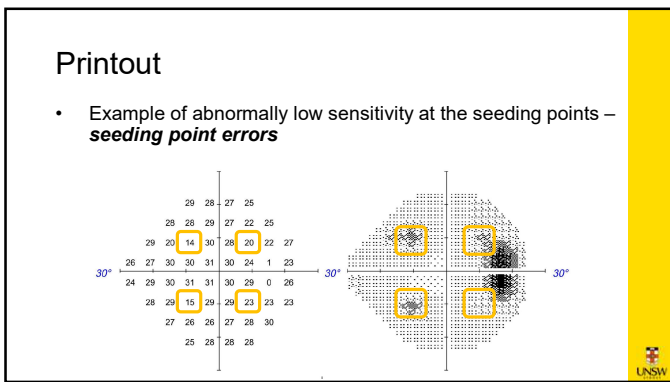 Printout
• Example of abnormally low sensitivity at the seeding points –
seeding point errors
29 28 27 25
28 28 29 27 22 25
29 20 14 30 28 20 22 27
26 27 30 30 31 30 24 1 23
30° 30° 30°
24 29 30 31 31 30 29 0 26
28 29 15 29 29 23 23 23
27 26 26 27 28 30
25 28 28 28
UNSW